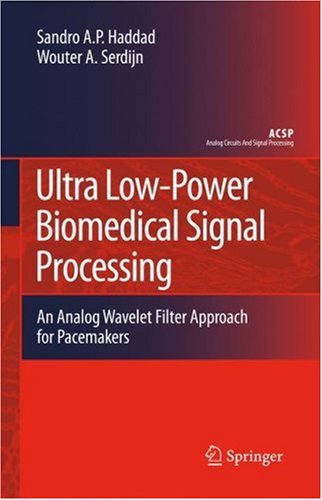 Sandro A.P. Haddad
Wouter A. Serdijn
ACSP
Analog Circuits And Signal Processing
Ultra Low-Power
Biomedical Signal
Processing
An Analog Wavelet Filter Approach
for Pacemakers
Springer